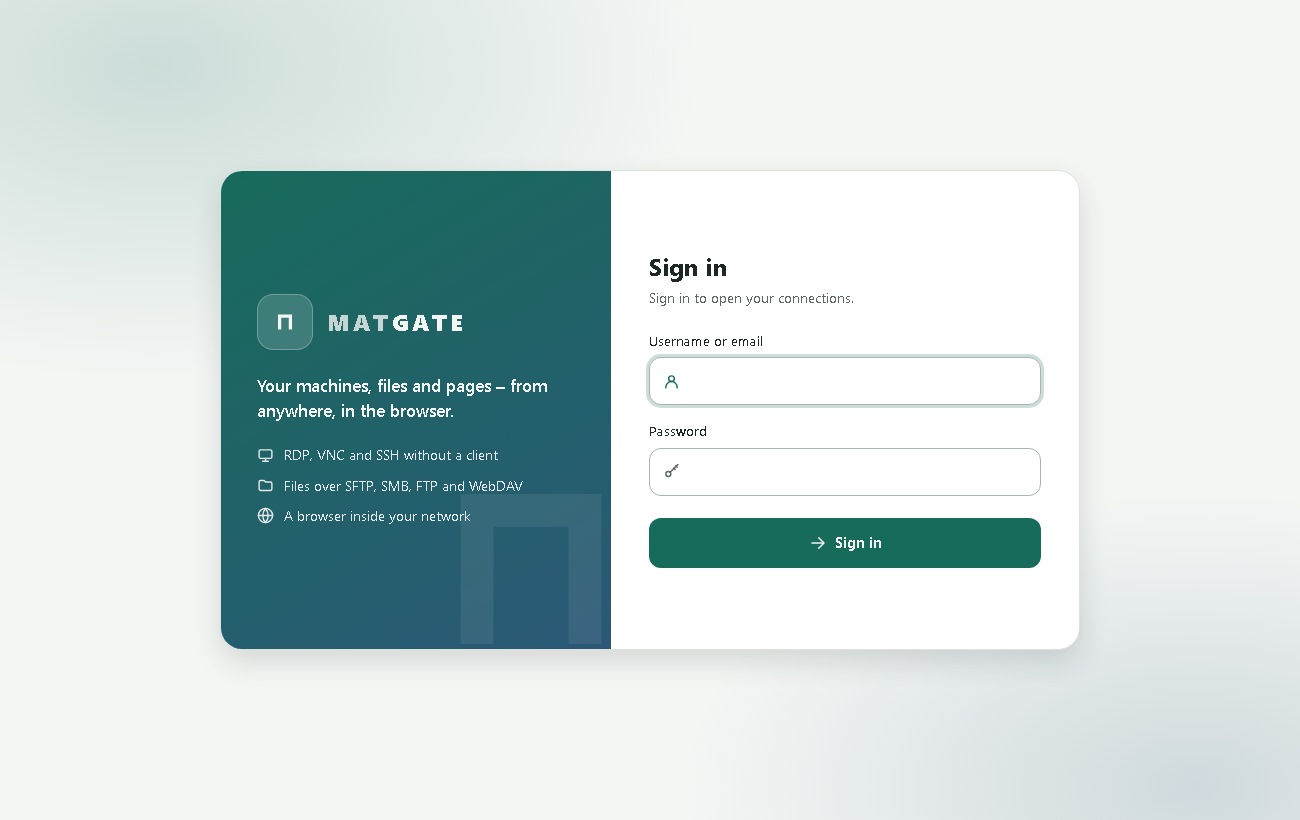 MATGATE
Your machines, files and pages – from
anywhere, in the browser.
RDP, VNC and SSH without a client
Files over SFTP, SMB, FTP and WebDAV
A browser inside your network
Sign in
Sign in to open your connections.
Username or email
Password
Sign in